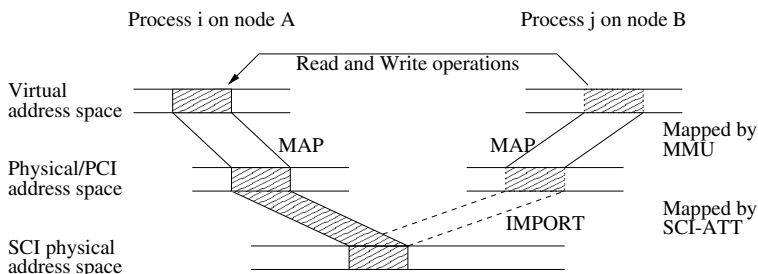 Process i on node A
Process j on node B
Read and Write operations
Virtual
address space
MAP
MAP
Mapped by
MMU
Physical/PCI
address space
IMPORT
Mapped by
SCI-ATT
SCI physical
address space